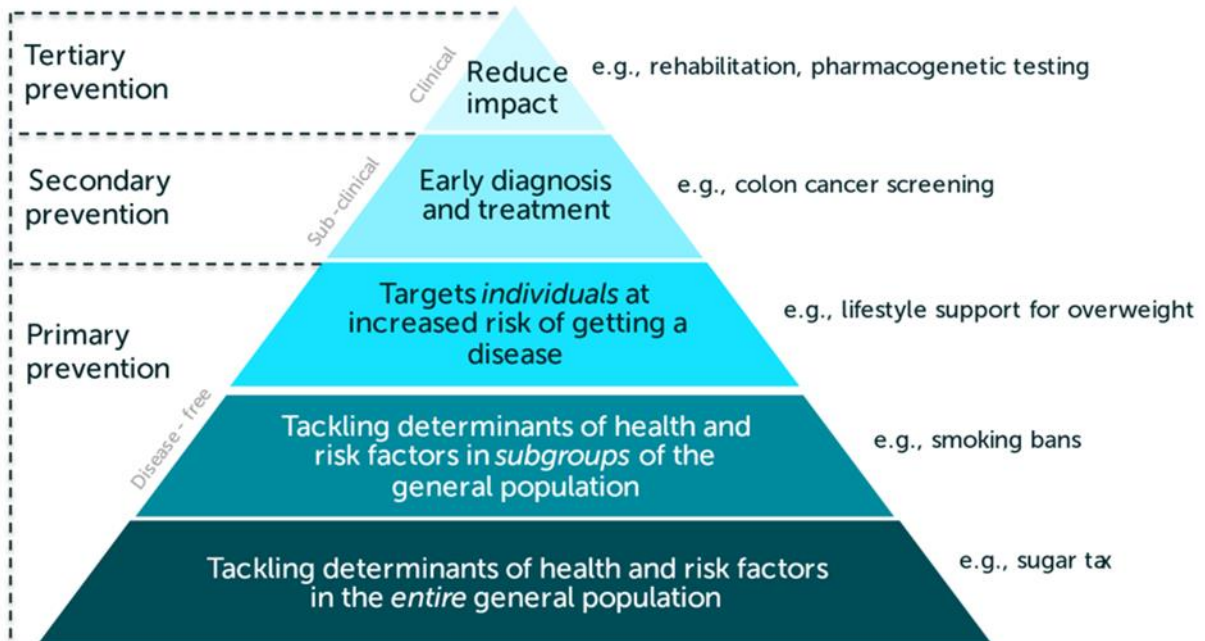 Tertiary
prevention
Clinical
Reduce
impact
e.g., rehabilitation, pharmacogenetic testing
Secondary
prevention
Sub-clinical
Early diagnosis
and treatment
e.g., colon cancer screening
Primary
prevention
Disease-free
Targets individuals at
increased risk of getting a
disease
e.g., lifestyle support for overweight
Tackling determinants of health and
risk factors in subgroups of the
general population
e.g., smoking bans
Tackling determinants of health and risk factors
in the entire general population
e.g., sugar tax